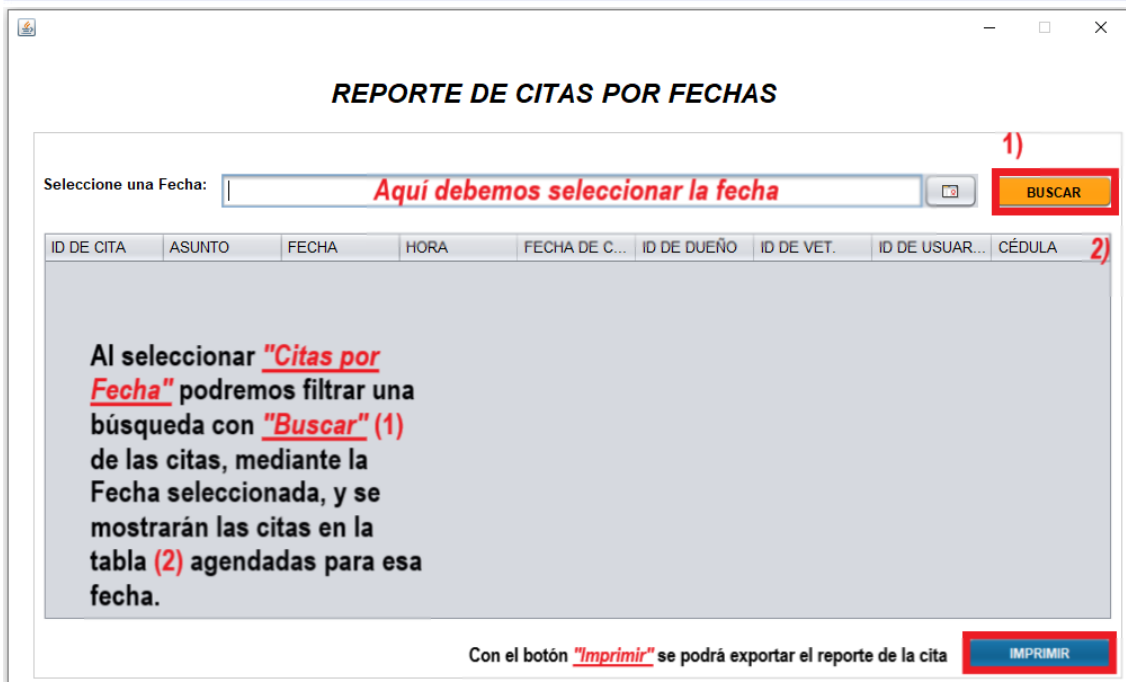 REPORTE DE CITAS POR FECHAS
1)
Seleccione una Fecha:
Aquí debemos seleccionar la fecha
BUSCAR
ID DE CITA ASUNTO FECHA HORA FECHA DE C... ID DE DUEÑO ID DE VET. ID DE USUAR... CÉDULA 2)
Al seleccionar "Citas por
Fecha" podremos filtrar una
búsqueda con "Buscar" (1)
de las citas, mediante la
Fecha seleccionada, y se
mostrarán las citas en la
tabla (2) agendadas para esa
fecha.
Con el botón "Imprimir" se podrá exportar el reporte de la cita
IMPRIMIR